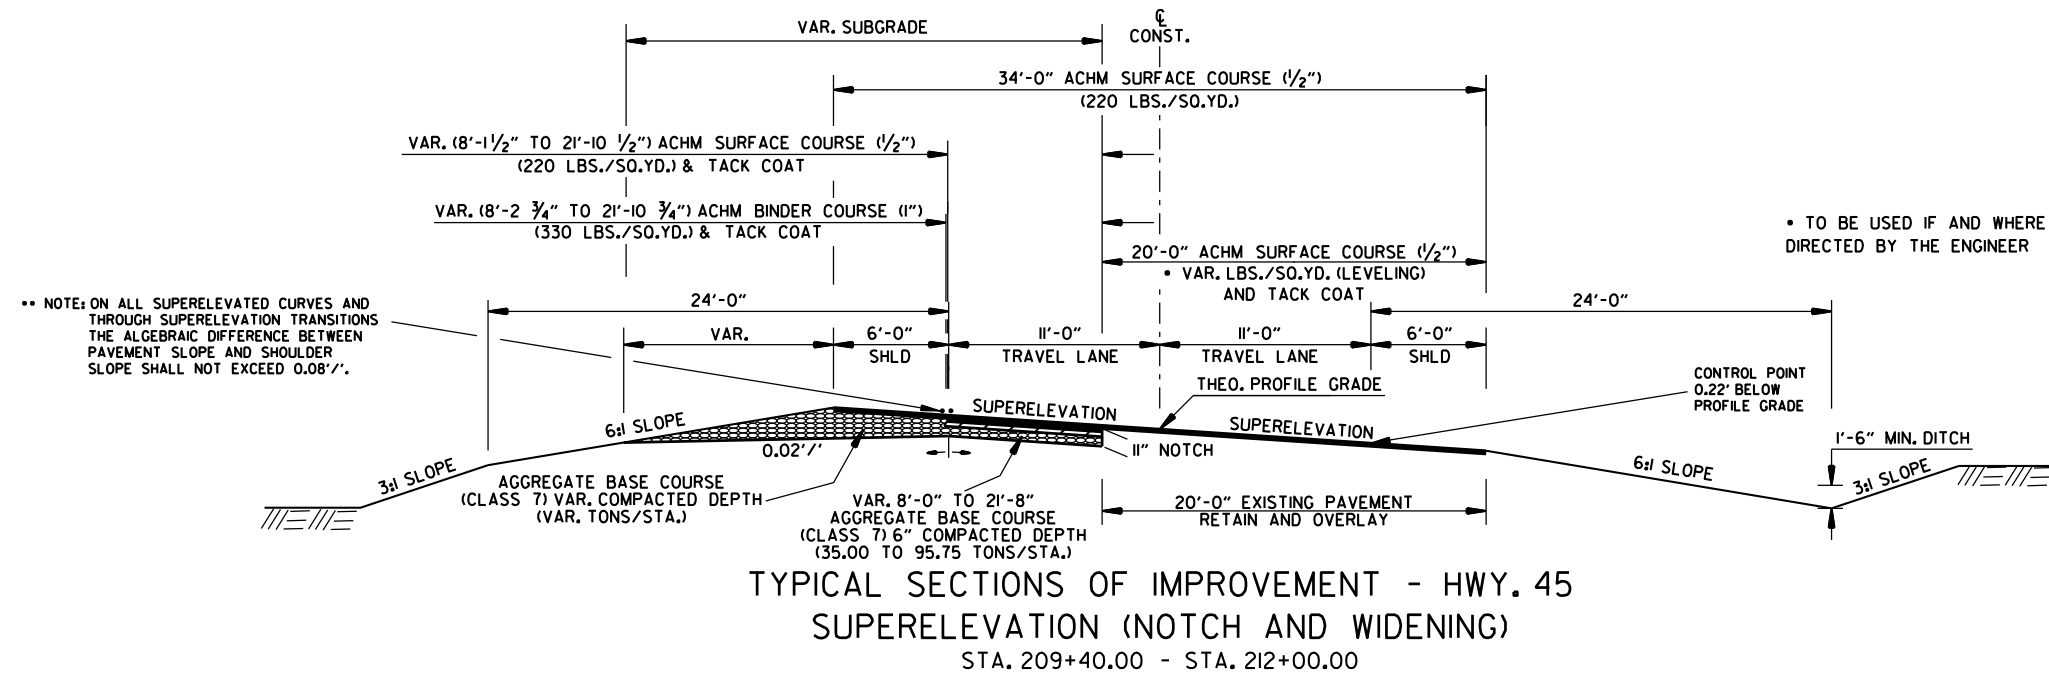 VAR. SUBGRADE
℄
CONST.
34'-0" ACHM SURFACE COURSE (1/2")
(220 LBS./SQ.YD.)
VAR. (8'-1 1/2" TO 21'-10 1/2") ACHM SURFACE COURSE (1/2")
(220 LBS./SQ.YD.) & TACK COAT
VAR. (8'-2 3/4" TO 21'-10 3/4") ACHM BINDER COURSE (1")
(330 LBS./SQ.YD.) & TACK COAT
• TO BE USED IF AND WHERE
DIRECTED BY THE ENGINEER
20'-0" ACHM SURFACE COURSE (1/2")
• VAR. LBS./SQ.YD. (LEVELING)
AND TACK COAT
•• NOTE: ON ALL SUPERELEVATED CURVES AND
THROUGH SUPERELEVATION TRANSITIONS
THE ALGEBRAIC DIFFERENCE BETWEEN
PAVEMENT SLOPE AND SHOULDER
SLOPE SHALL NOT EXCEED 0.08'/'.
24'-0"
24'-0"
VAR.
6'-0"
SHLD
11'-0"
TRAVEL LANE
11'-0"
TRAVEL LANE
6'-0"
SHLD
THEO. PROFILE GRADE
CONTROL POINT
0.22' BELOW
PROFILE GRADE
••
SUPERELEVATION
SUPERELEVATION
6:1 SLOPE
3:1 SLOPE
0.02'/'
11" NOTCH
6:1 SLOPE
1'-6" MIN. DITCH
3:1 SLOPE
AGGREGATE BASE COURSE
(CLASS 7) VAR. COMPACTED DEPTH
(VAR. TONS/STA.)
VAR. 8'-0" TO 21'-8"
AGGREGATE BASE COURSE
(CLASS 7) 6" COMPACTED DEPTH
(35.00 TO 95.75 TONS/STA.)
20'-0" EXISTING PAVEMENT
RETAIN AND OVERLAY
TYPICAL SECTIONS OF IMPROVEMENT - HWY. 45
SUPERELEVATION (NOTCH AND WIDENING)
STA. 209+40.00 - STA. 212+00.00